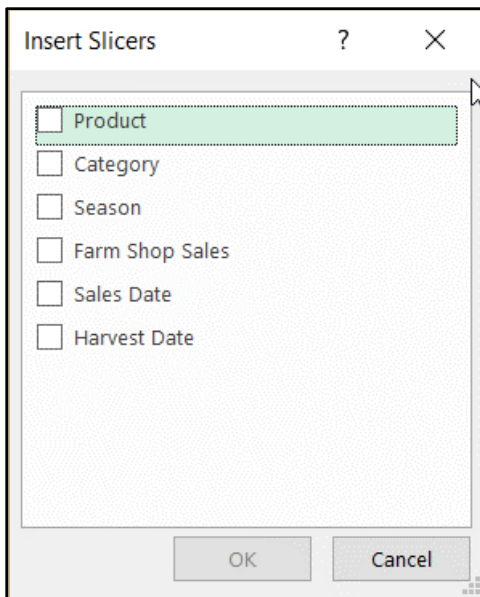 Insert Slicers ?
Product
Category
Season
Farm Shop Sales
Sales Date
Harvest Date
OK Cancel